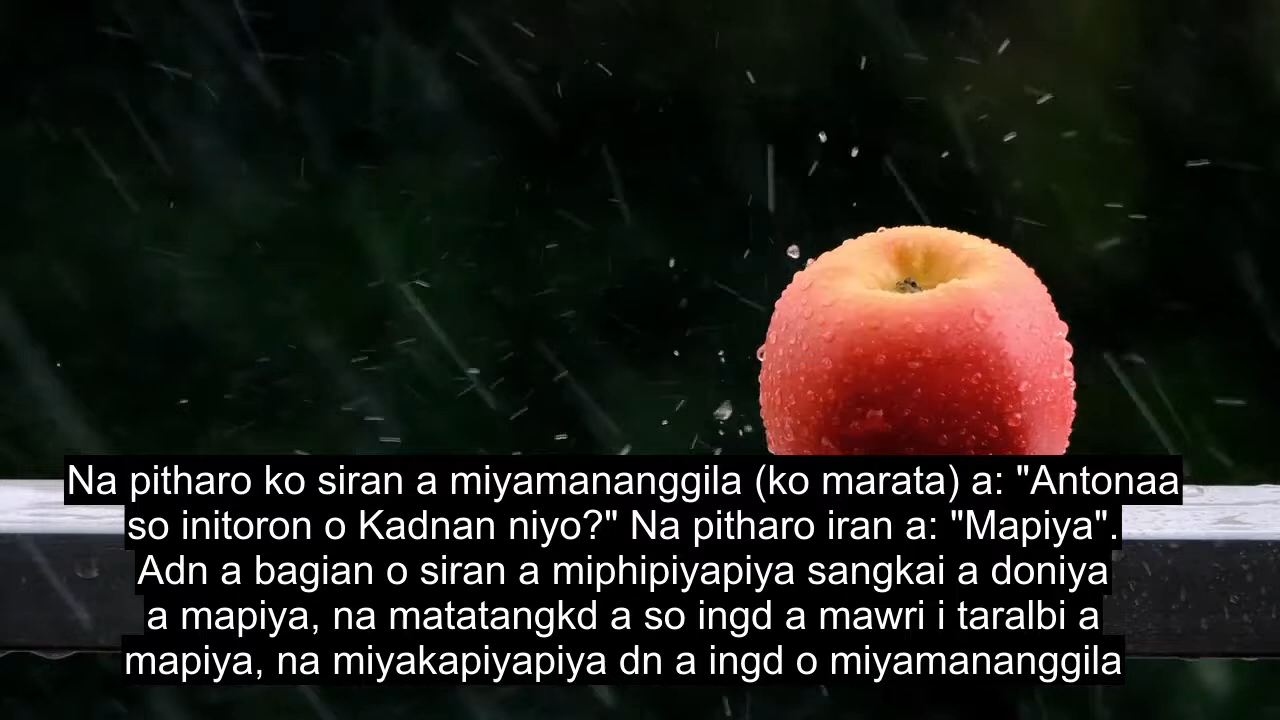 Na pitharo ko siran a miyamananggila (ko marata) a: "Antonaa
so initoron o Kadnan niyo?" Na pitharo iran a: "Mapiya".
Adn a bagian o siran a miphipiyapiya sangkai a doniya
a mapiya, na matatangkd a so ingd a mawri i taralbi a
mapiya, na miyakapiyapiya dn a ingd o miyamananggila